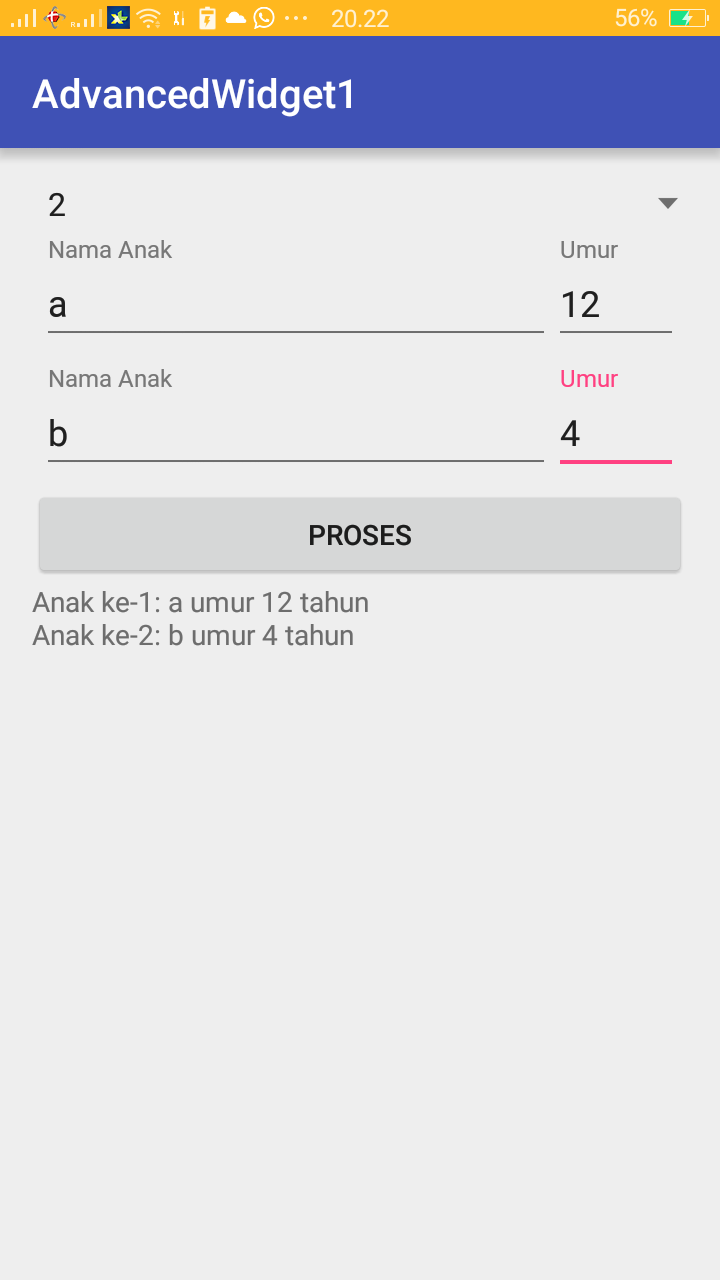 20.22 56%
AdvancedWidget1
2
Nama Anak Umur
a 12
Nama Anak Umur
b 4
PROSES
Anak ke-1: a umur 12 tahun
Anak ke-2: b umur 4 tahun